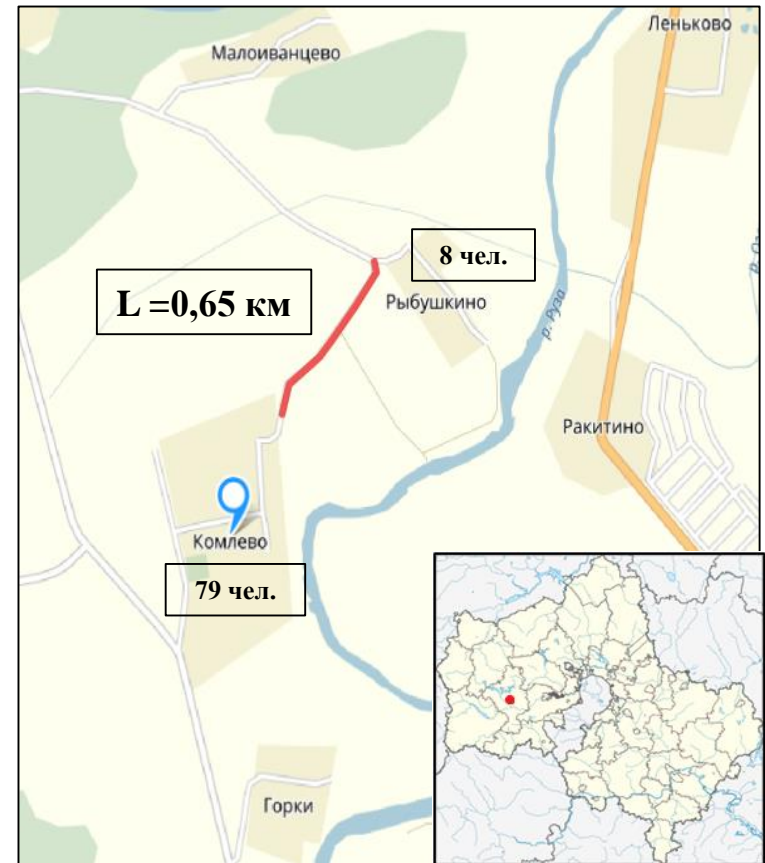 Леньково
Малоиванцево
8 чел.
L =0,65 км
Рыбушкино
р. Руза
Ракитино
Комлево
79 чел.
Горки